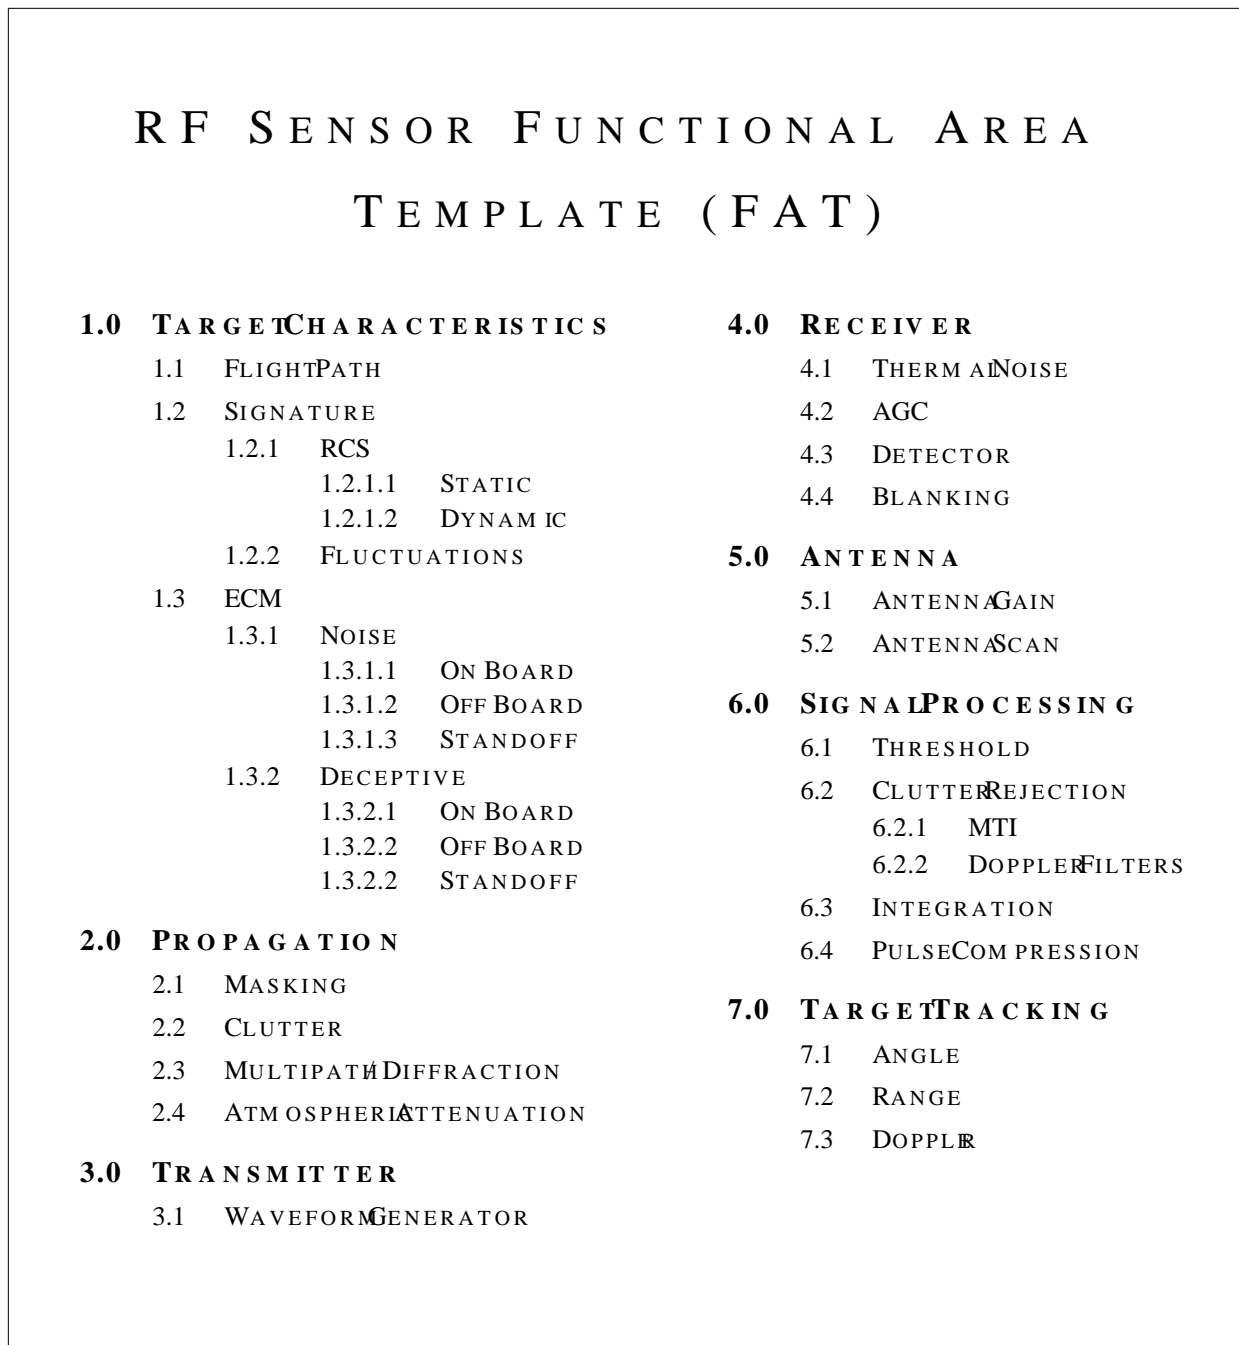 RF SENSOR FUNCTIONAL AREA
TEMPLATE (FAT)
1.0 TARGET CHARACTERISTICS
1.1 FLIGHT PATH
1.2 SIGNATURE
1.2.1 RCS
1.2.1.1 STATIC
1.2.1.2 DYNAMIC
1.2.2 FLUCTUATIONS
1.3 ECM
1.3.1 NOISE
1.3.1.1 ON BOARD
1.3.1.2 OFF BOARD
1.3.1.3 STANDOFF
1.3.2 DECEPTIVE
1.3.2.1 ON BOARD
1.3.2.2 OFF BOARD
1.3.2.2 STANDOFF
2.0 PROPAGATION
2.1 MASKING
2.2 CLUTTER
2.3 MULTIPATH/DIFFRACTION
2.4 ATMOSPHERIC ATTENUATION
3.0 TRANSMITTER
3.1 WAVEFORM GENERATOR
4.0 RECEIVER
4.1 THERMAL NOISE
4.2 AGC
4.3 DETECTOR
4.4 BLANKING
5.0 ANTENNA
5.1 ANTENNA GAIN
5.2 ANTENNA SCAN
6.0 SIGNAL PROCESSING
6.1 THRESHOLD
6.2 CLUTTER REJECTION
6.2.1 MTI
6.2.2 DOPPLER FILTERS
6.3 INTEGRATION
6.4 PULSE COMPRESSION
7.0 TARGET TRACKING
7.1 ANGLE
7.2 RANGE
7.3 DOPPLER